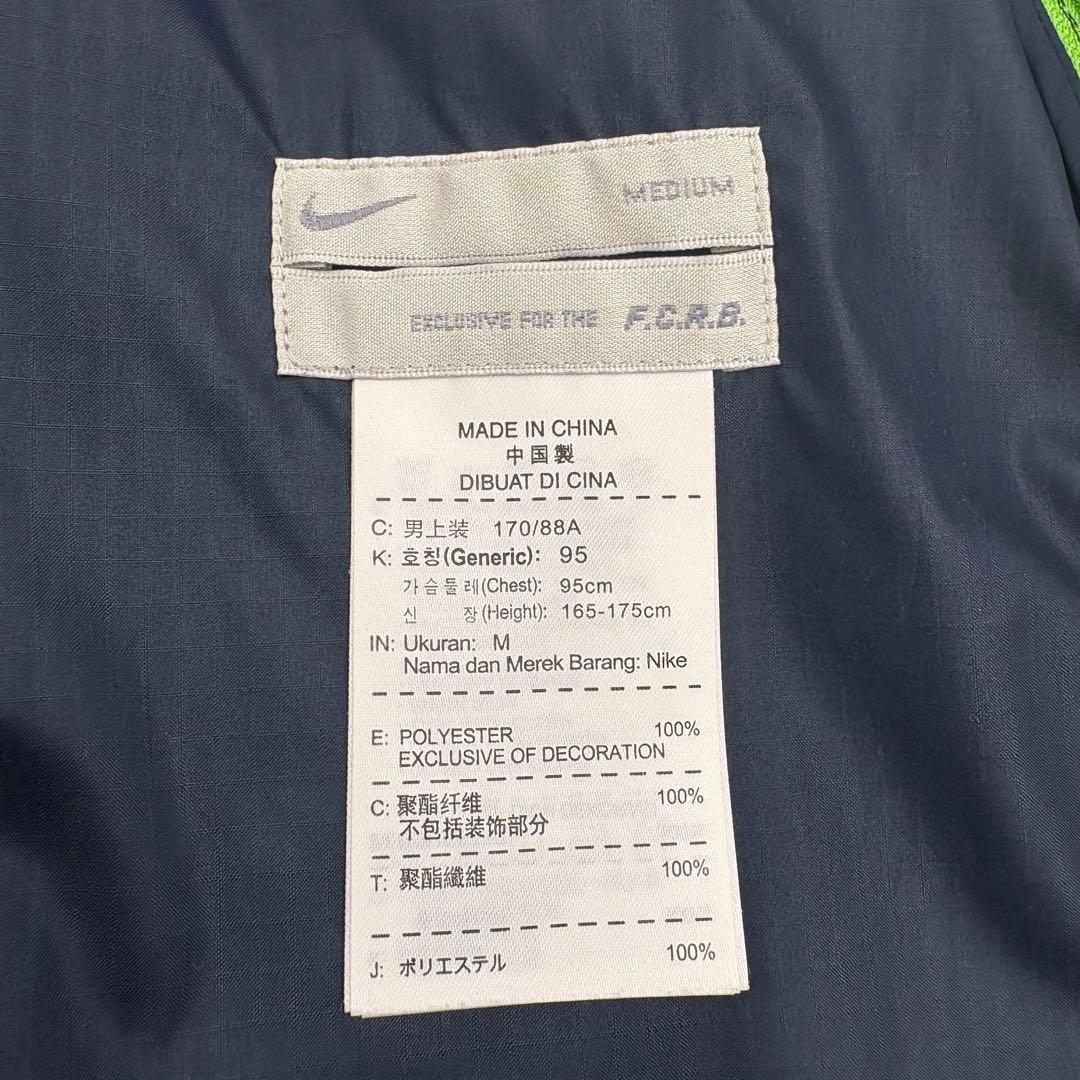 MEDIUM
EXCLUSIVE FOR THE F.C.R.B.
MADE IN CHINA
中国製
DIBUAT DI CINA
C: 男上装 170/88A
K: 호칭(Generic): 95
가슴둘레(Chest): 95cm
신 장(Height): 165-175cm
IN: Ukuran: M
Nama dan Merek Barang: Nike
E: POLYESTER 100%
EXCLUSIVE OF DECORATION
C: 聚酯纤维 100%
不包括装饰部分
T: 聚酯纖維 100%
J: ポリエステル 100%